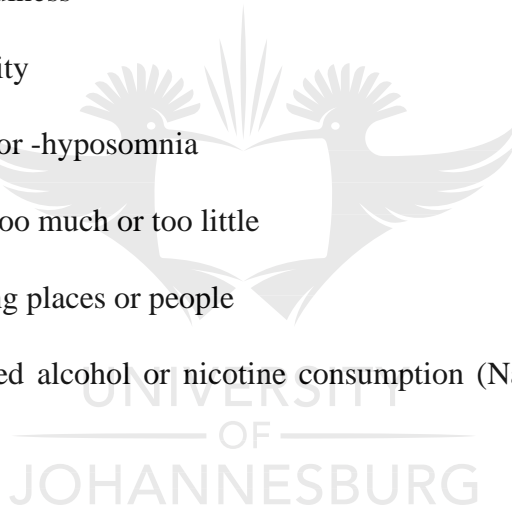 ity
or -hyposomnia
oo much or too little
g places or people
ed alcohol or nicotine consumption (N
UNIVERSITY
OF
JOHANNESBURG